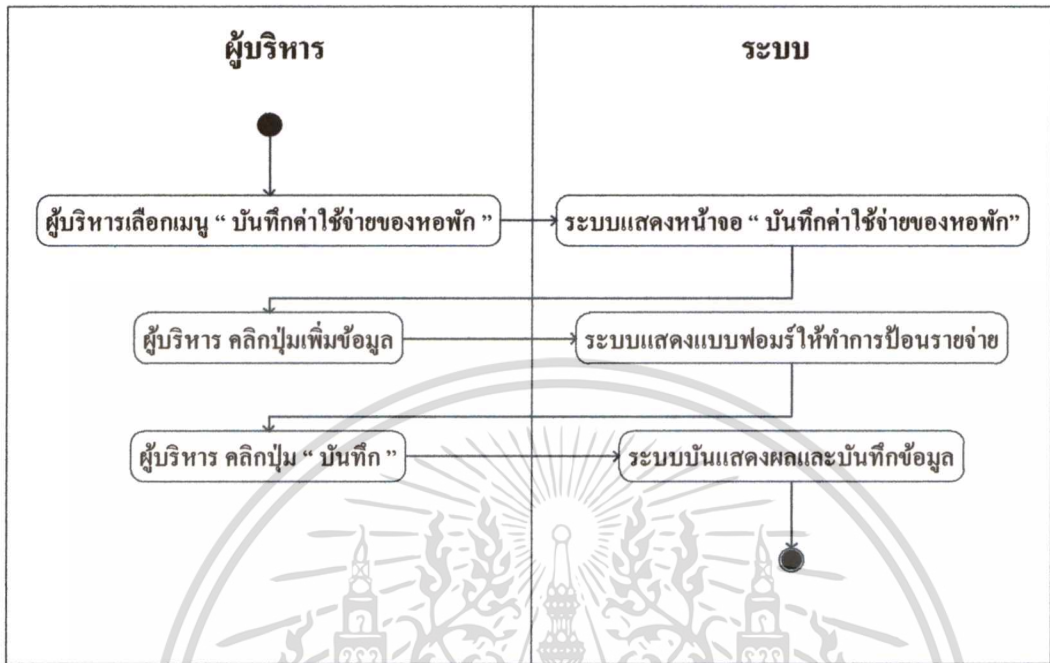 ผู้บริหาร
ระบบ
ผู้บริหารเลือกเมนู “ บันทึกค่าใช้จ่ายของหอพัก ”
ระบบแสดงหน้าจอ “ บันทึกค่าใช้จ่ายของหอพัก”
ผู้บริหาร คลิกปุ่มเพิ่มข้อมูล
ระบบแสดงแบบฟอมร์ให้ทำการป้อนรายจ่าย
ผู้บริหาร คลิกปุ่ม “ บันทึก ”
ระบบบันแสดงผลและบันทึกข้อมูล